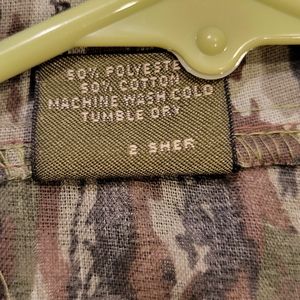 50% POLYESTE
50% COTTON
MACHINE WASH COLD
TUMBLE DRY
2 SHER